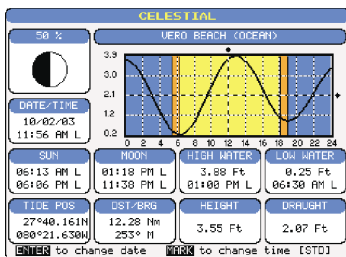 CELESTIAL
50 %
VERO BEACH (OCEAN)
3.9
3.0
2.1
1.2
0.2
0 2 4 6 8 10 12 14 16 18 20 22 24
DATE/TIME
10/02/03
11:56 AM L
SUN
06:13 AM L
06:06 PM L
MOON
01:18 PM L
11:38 PM L
HIGH WATER
3.88 Ft
01:00 PM L
LOW WATER
0.25 Ft
06:30 AM L
TIDE POS
27°40.161N
080°21.630W
DST/BRG
12.28 Nm
253° M
HEIGHT
3.55 Ft
DRAUGHT
2.07 Ft
ENTER to change date MARK to change time [STD]